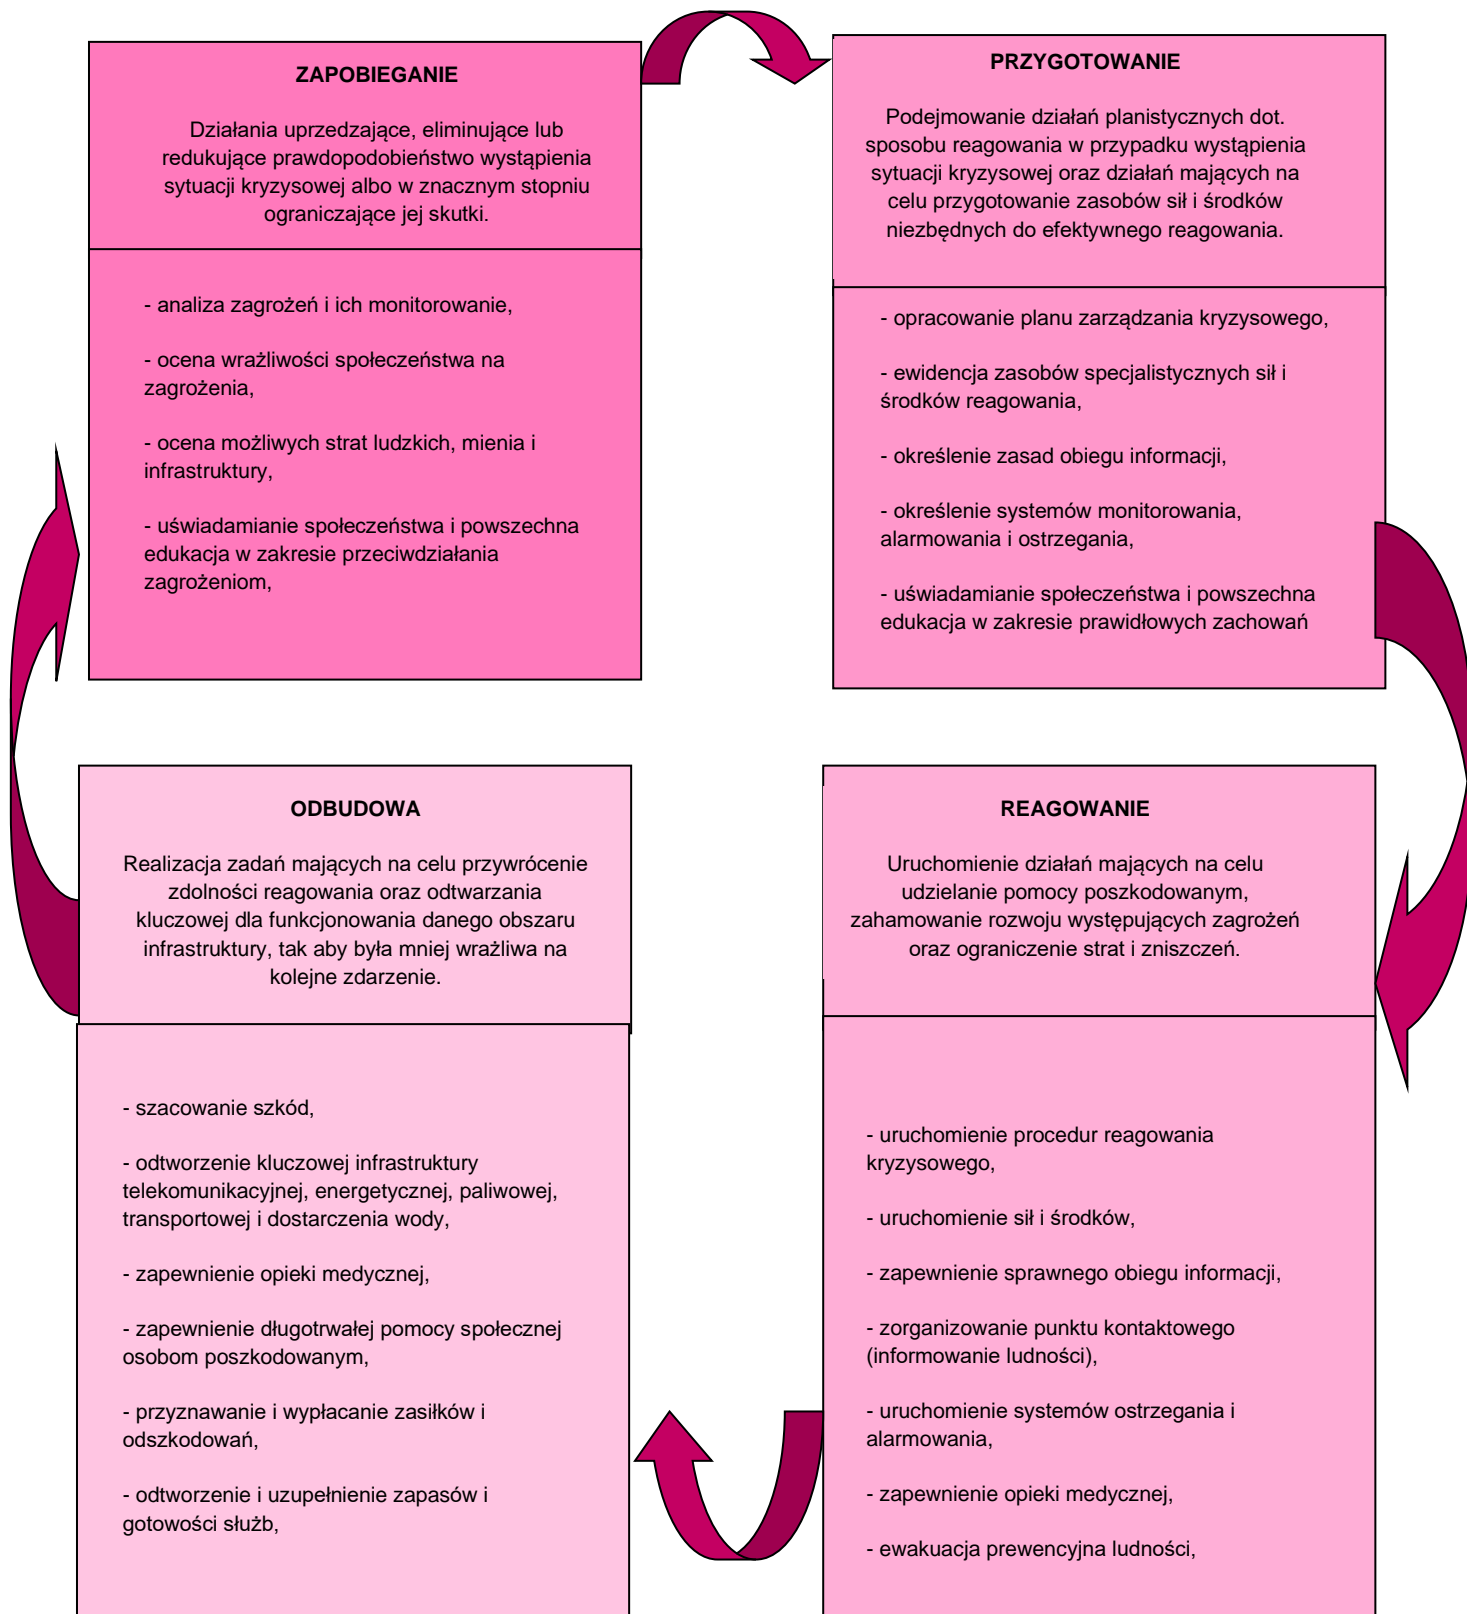 ZAPOBIEGANIE
Działania uprzedzające, eliminujące lub
redukujące prawdopodobieństwo wystąpienia
sytuacji kryzysowej albo w znacznym stopniu
ograniczające jej skutki.
- analiza zagrożeń i ich monitorowanie,
- ocena wrażliwości społeczeństwa na
zagrożenia,
- ocena możliwych strat ludzkich, mienia i
infrastruktury,
- uświadamianie społeczeństwa i powszechna
edukacja w zakresie przeciwdziałania
zagrożeniom,
PRZYGOTOWANIE
Podejmowanie działań planistycznych dot.
sposobu reagowania w przypadku wystąpienia
sytuacji kryzysowej oraz działań mających na
celu przygotowanie zasobów sił i środków
niezbędnych do efektywnego reagowania.
- opracowanie planu zarządzania kryzysowego,
- ewidencja zasobów specjalistycznych sił i
środków reagowania,
- określenie zasad obiegu informacji,
- określenie systemów monitorowania,
alarmowania i ostrzegania,
- uświadamianie społeczeństwa i powszechna
edukacja w zakresie prawidłowych zachowań
ODBUDOWA
Realizacja zadań mających na celu przywrócenie
zdolności reagowania oraz odtwarzania
kluczowej dla funkcjonowania danego obszaru
infrastruktury, tak aby była mniej wrażliwa na
kolejne zdarzenie.
- szacowanie szkód,
- odtworzenie kluczowej infrastruktury
telekomunikacyjnej, energetycznej, paliwowej,
transportowej i dostarczenia wody,
- zapewnienie opieki medycznej,
- zapewnienie długotrwałej pomocy społecznej
osobom poszkodowanym,
- przyznawanie i wypłacanie zasiłków i
odszkodowań,
- odtworzenie i uzupełnienie zapasów i
gotowości służb,
REAGOWANIE
Uruchomienie działań mających na celu
udzielanie pomocy poszkodowanym,
zahamowanie rozwoju występujących zagrożeń
oraz ograniczenie strat i zniszczeń.
- uruchomienie procedur reagowania
kryzysowego,
- uruchomienie sił i środków,
- zapewnienie sprawnego obiegu informacji,
- zorganizowanie punktu kontaktowego
(informowanie ludności),
- uruchomienie systemów ostrzegania i
alarmowania,
- zapewnienie opieki medycznej,
- ewakuacja prewencyjna ludności,